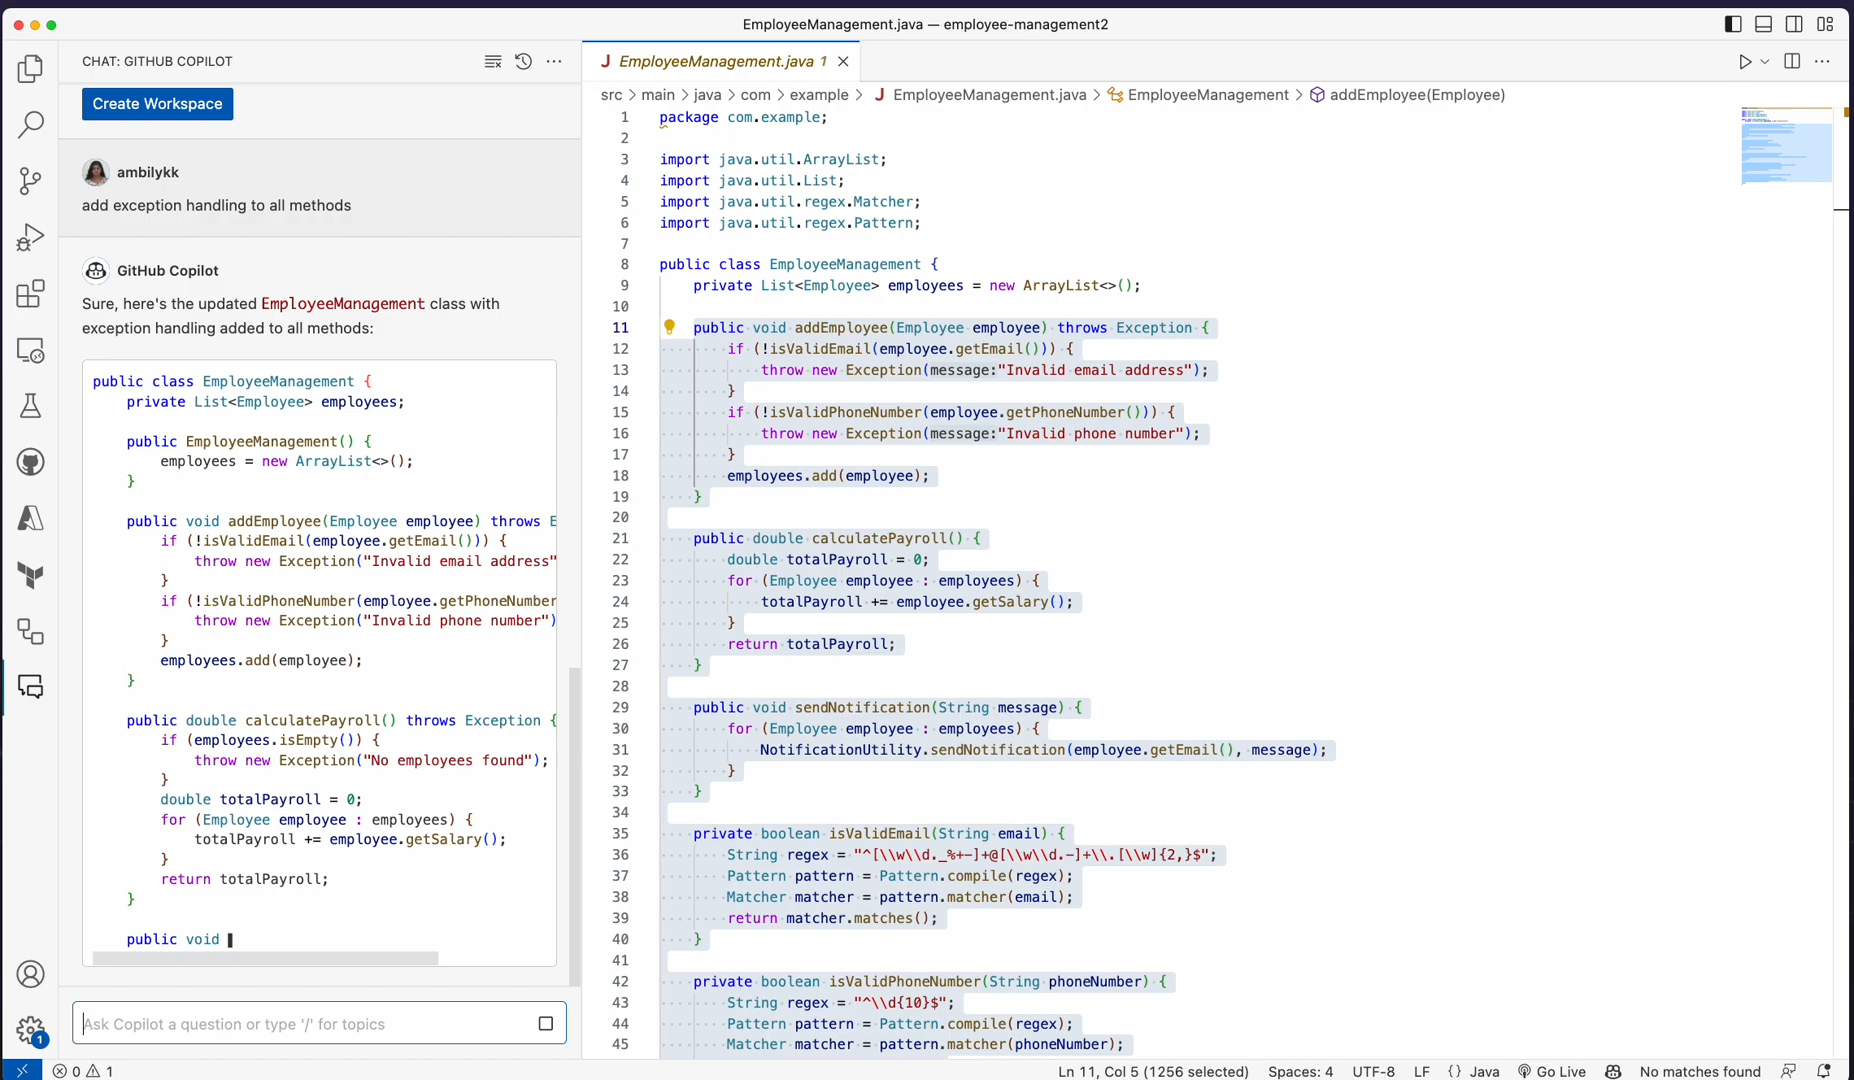 EmployeeManagement.java — employee-management2
CHAT: GITHUB COPILOT
Create Workspace
ambilykk
add exception handling to all methods
GitHub Copilot
Sure, here's the updated EmployeeManagement class with
exception handling added to all methods:
public class EmployeeManagement {
private List<Employee> employees;
public EmployeeManagement() {
employees = new ArrayList<>();
}
public void addEmployee(Employee employee) throws E
if (!isValidEmail(employee.getEmail())) {
throw new Exception("Invalid email address"
}
if (!isValidPhoneNumber(employee.getPhoneNumber
throw new Exception("Invalid phone number")
}
employees.add(employee);
}
public double calculatePayroll() throws Exception {
if (employees.isEmpty()) {
throw new Exception("No employees found");
}
double totalPayroll = 0;
for (Employee employee : employees) {
totalPayroll += employee.getSalary();
}
return totalPayroll;
}
public void
Ask Copilot a question or type '/' for topics
1
J EmployeeManagement.java 1
src > main > java > com > example > J EmployeeManagement.java > EmployeeManagement > addEmployee(Employee)
1 package com.example;
2
3 import java.util.ArrayList;
4 import java.util.List;
5 import java.util.regex.Matcher;
6 import java.util.regex.Pattern;
7
8 public class EmployeeManagement {
9 private List<Employee> employees = new ArrayList<>();
10
11 public void addEmployee(Employee employee) throws Exception {
12 if (!isValidEmail(employee.getEmail())) {
13 throw new Exception(message:"Invalid email address");
14 }
15 if (!isValidPhoneNumber(employee.getPhoneNumber())) {
16 throw new Exception(message:"Invalid phone number");
17 }
18 employees.add(employee);
19 }
20
21 public double calculatePayroll() {
22 double totalPayroll = 0;
23 for (Employee employee : employees) {
24 totalPayroll += employee.getSalary();
25 }
26 return totalPayroll;
27 }
28
29 public void sendNotification(String message) {
30 for (Employee employee : employees) {
31 NotificationUtility.sendNotification(employee.getEmail(), message);
32 }
33 }
34
35 private boolean isValidEmail(String email) {
36 String regex = "^[\\w\\d._%+-]+@[\\w\\d.-]+\\.[\\w]{2,}$";
37 Pattern pattern = Pattern.compile(regex);
38 Matcher matcher = pattern.matcher(email);
39 return matcher.matches();
40 }
41
42 private boolean isValidPhoneNumber(String phoneNumber) {
43 String regex = "^\\d{10}$";
44 Pattern pattern = Pattern.compile(regex);
45 Matcher matcher = pattern.matcher(phoneNumber);
0 1 Ln 11, Col 5 (1256 selected) Spaces: 4 UTF-8 LF {} Java Go Live No matches found